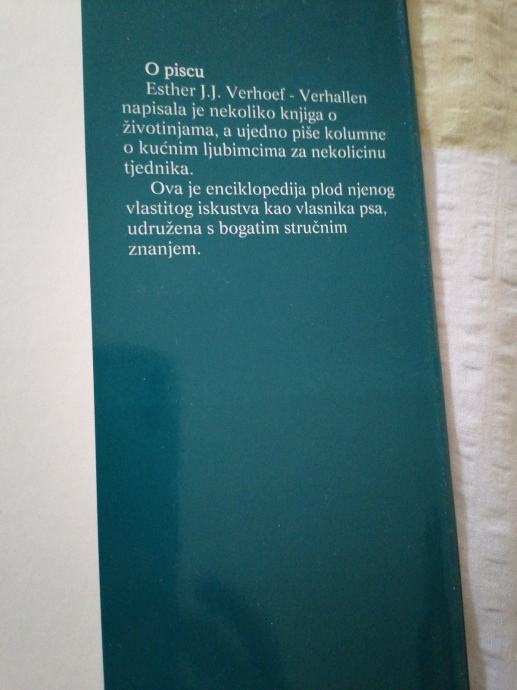 O piscu
Esther J.J. Verhoef - Verhallen
napisala je nekoliko knjiga o
životinjama, a ujedno piše kolumne
o kućnim ljubimcima za nekolicinu
tjednika.
Ova je enciklopedija plod njenog
vlastitog iskustva kao vlasnika psa,
udružena s bogatim stručnim
znanjem.